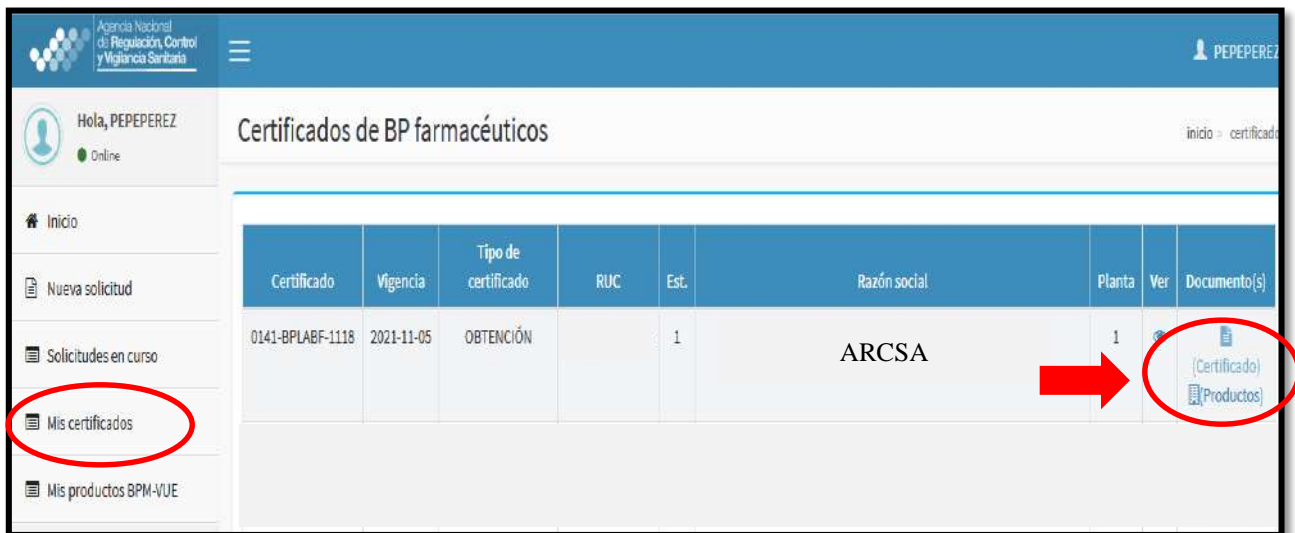 Agencia Nacional
de Regulación, Control
y Vigilancia Sanitaria
PEPEPEREZ
Hola, PEPEPEREZ
Online
Certificados de BP farmacéuticos
inicio > certificado
Inicio
Nueva solicitud
Solicitudes en curso
Mis certificados
Mis productos BPM-VUE
Certificado Vigencia Tipo de certificado RUC Est. Razón social Planta Ver Documento(s)
0141-BPLABF-1118 2021-11-05 OBTENCIÓN 1 ARCSA 1
(Certificado)
(Productos)